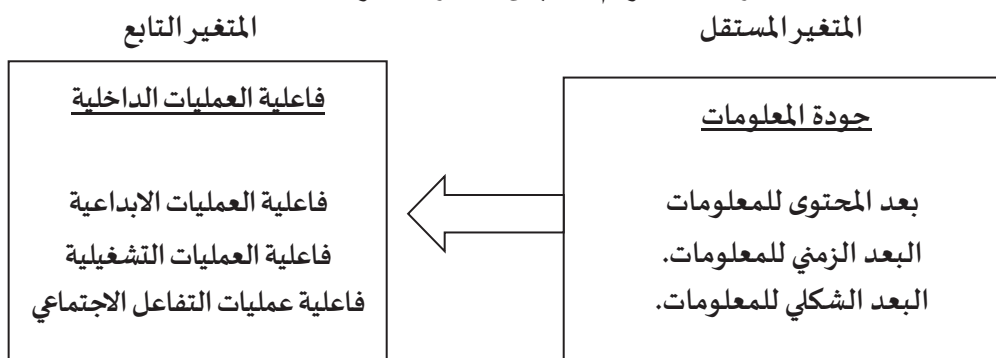 المتغير المستقل
المتغير التابع
جودة المعلومات
بعد المحتوى للمعلومات
البعد الزمني للمعلومات.
البعد الشكلي للمعلومات.
فاعلية العمليات الداخلية
فاعلية العمليات الابداعية
فاعلية العمليات التشغيلية
فاعلية عمليات التفاعل الاجتماعي